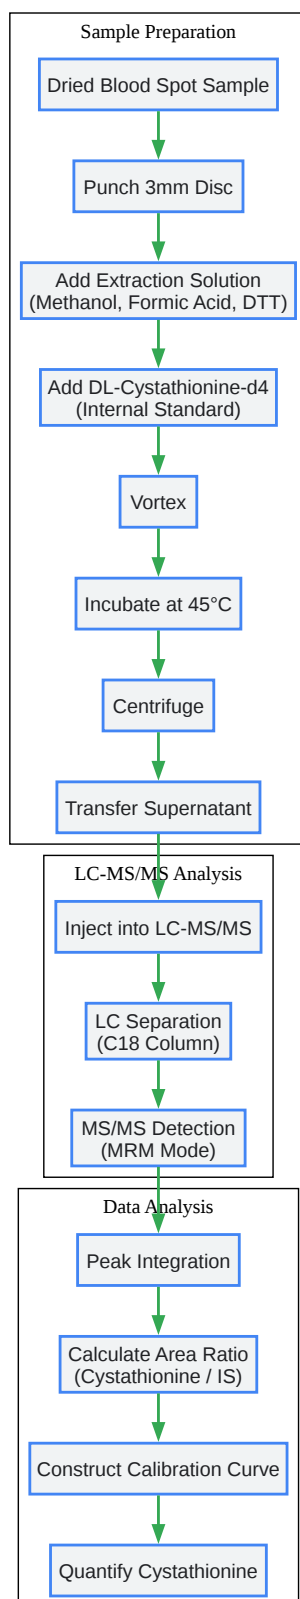 Sample Preparation
Dried Blood Spot Sample
Punch 3mm Disc
Add Extraction Solution
(Methanol, Formic Acid, DTT)
Add DL-Cystathionine-d4
(Internal Standard)
Vortex
Incubate at 45°C
Centrifuge
Transfer Supernatant
LC-MS/MS Analysis
Inject into LC-MS/MS
LC Separation
(C18 Column)
MS/MS Detection
(MRM Mode)
Data Analysis
Peak Integration
Calculate Area Ratio
(Cystathionine / IS)
Construct Calibration Curve
Quantify Cystathionine